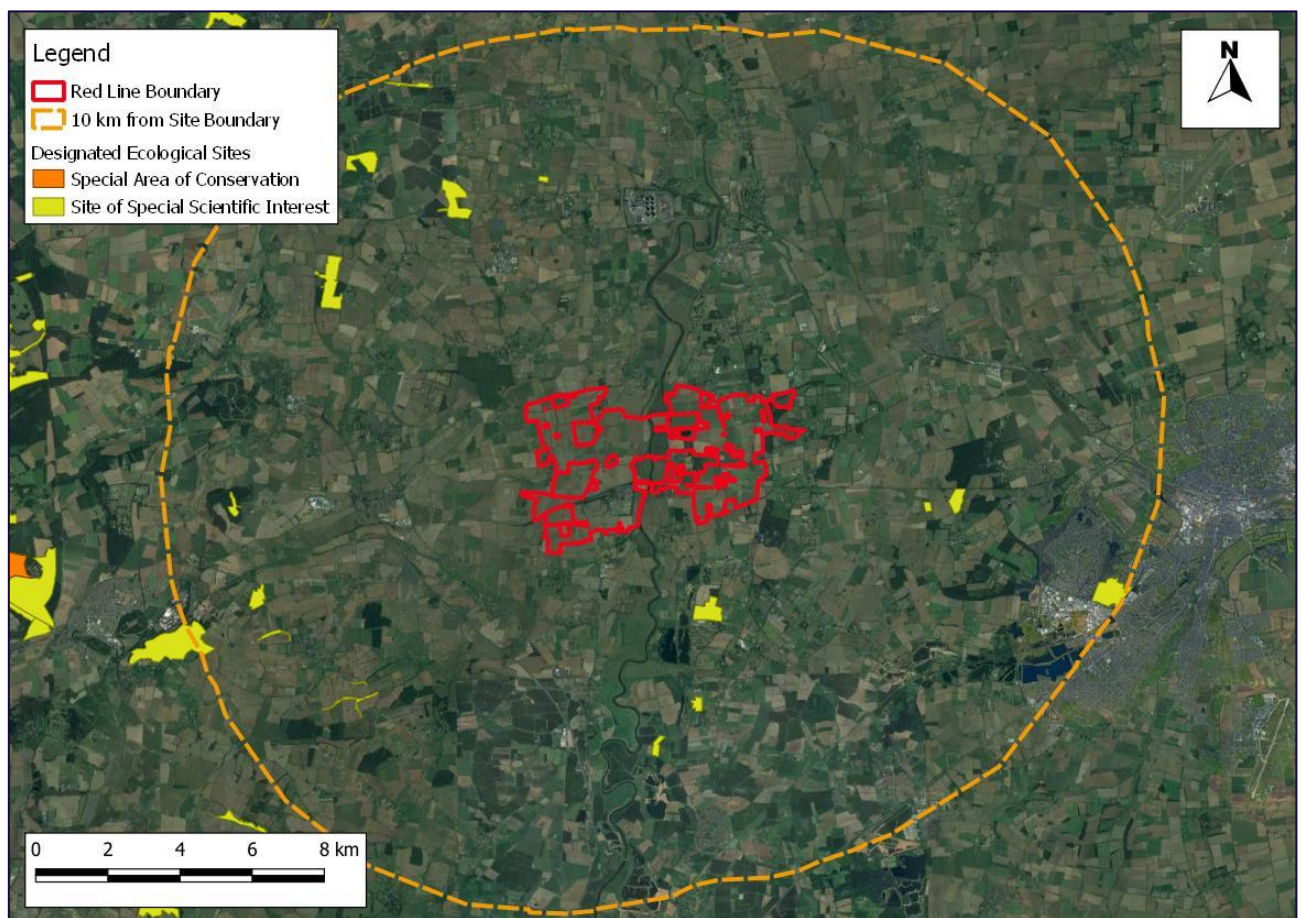 Legend
Red Line Boundary
10 km from Site Boundary
Designated Ecological Sites
Special Area of Conservation
Site of Special Scientific Interest
N
0 2 4 6 8 km